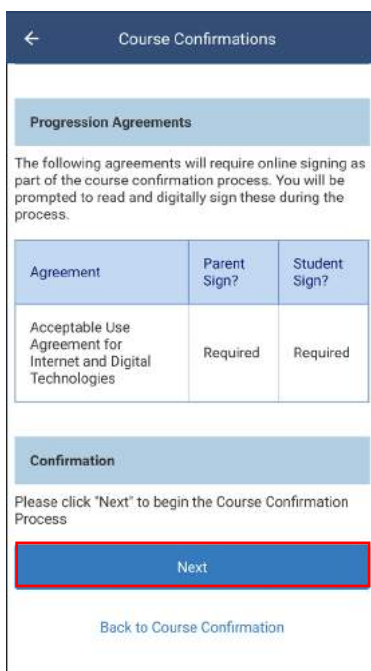 Course Confirmations
Progression Agreements
The following agreements will require online signing as
part of the course confirmation process. You will be
prompted to read and digitally sign these during the
process.
Agreement
Parent
Sign?
Student
Sign?
Acceptable Use
Agreement for
Internet and Digital
Technologies
Required
Required
Confirmation
Please click "Next" to begin the Course Confirmation
Process
Next
Back to Course Confirmation